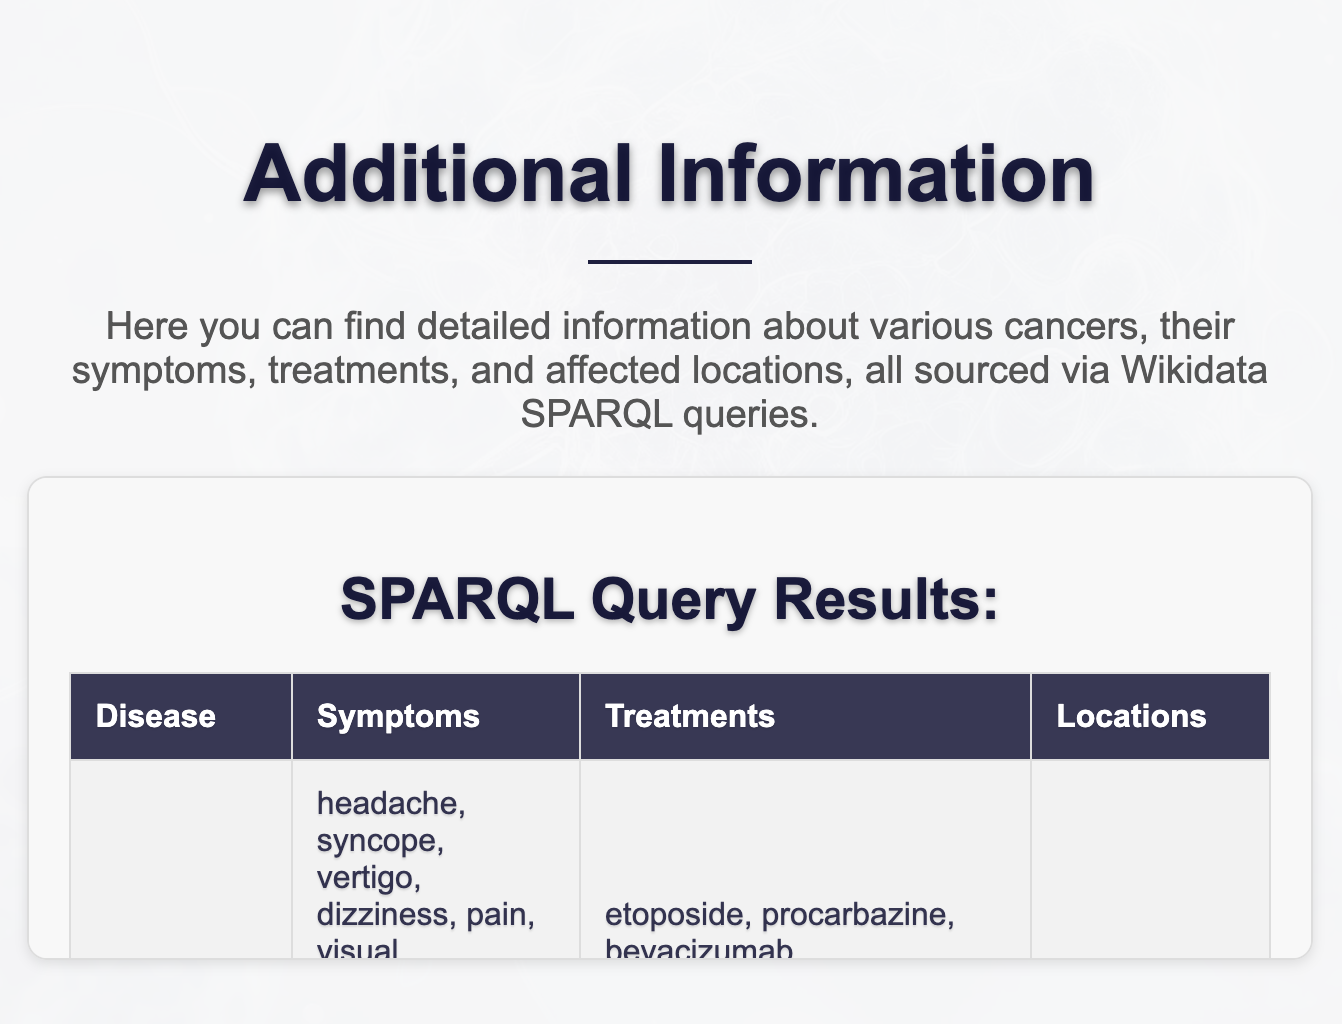 Additional Information
Here you can find detailed information about various cancers, their
symptoms, treatments, and affected locations, all sourced via Wikidata
SPARQL queries.
SPARQL Query Results:
Disease Symptoms Treatments Locations
headache,
syncope,
vertigo,
dizziness, pain,
visual
etoposide, procarbazine,
bevacizumab